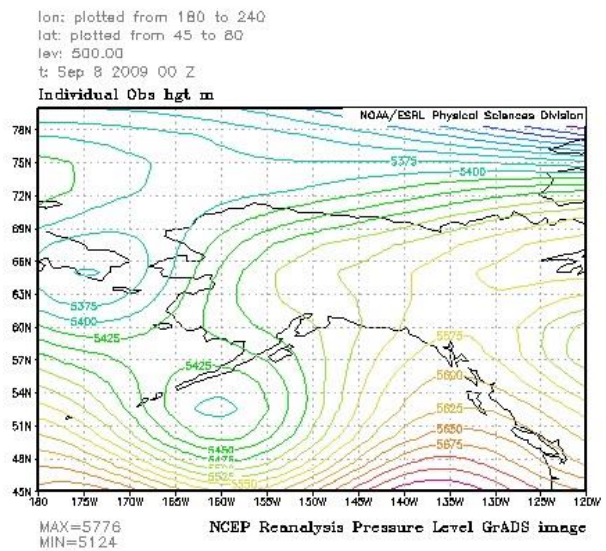 lon: plotted from 180 to 240
lat: plotted from 45 to 80
lev: 500.00
t: Sep 8 2009 00 Z
Individual Obs hgt m
NOAA/ESRL Physical Sciences Division
78N
75N
72N
69N
66N
63N
60N
57N
54N
51N
48N
45N
5375
5400
5375
5400
5425
5425
5450
5475
5525
5550
5575
5600
5625
5650
5675
180 175W 170W 165W 160W 155W 150W 145W 140W 135W 130W 125W 120W
MAX=5776
MIN=5124
NCEP Reanalysis Pressure Level GrADS image